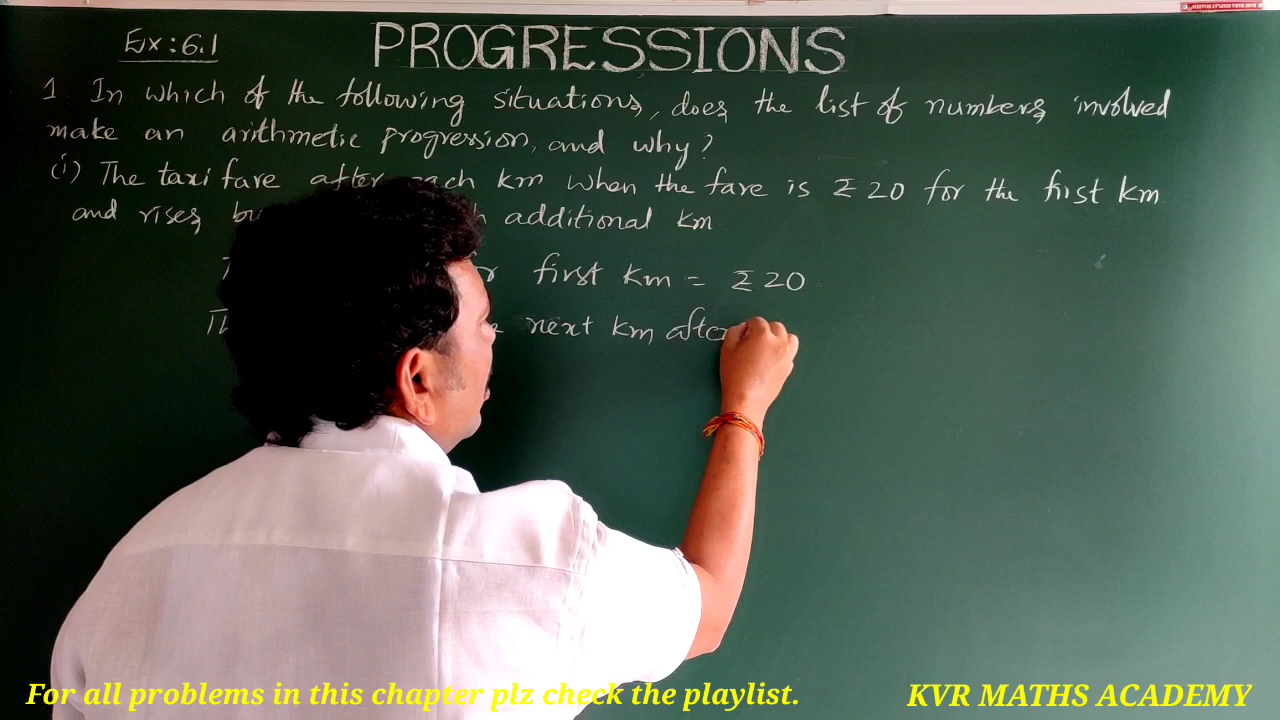 Ex: 6.1
PROGRESSIONS
1. In which of the following situations, does the list of numbers involved
make an arithmetic progression, and why?
(i) The taxi fare after each km when the fare is ₹ 20 for the first km
and rises additional km
first km = ₹ 20
next km
For all problems in this chapter plz check the playlist.
KVR MATHS ACADEMY